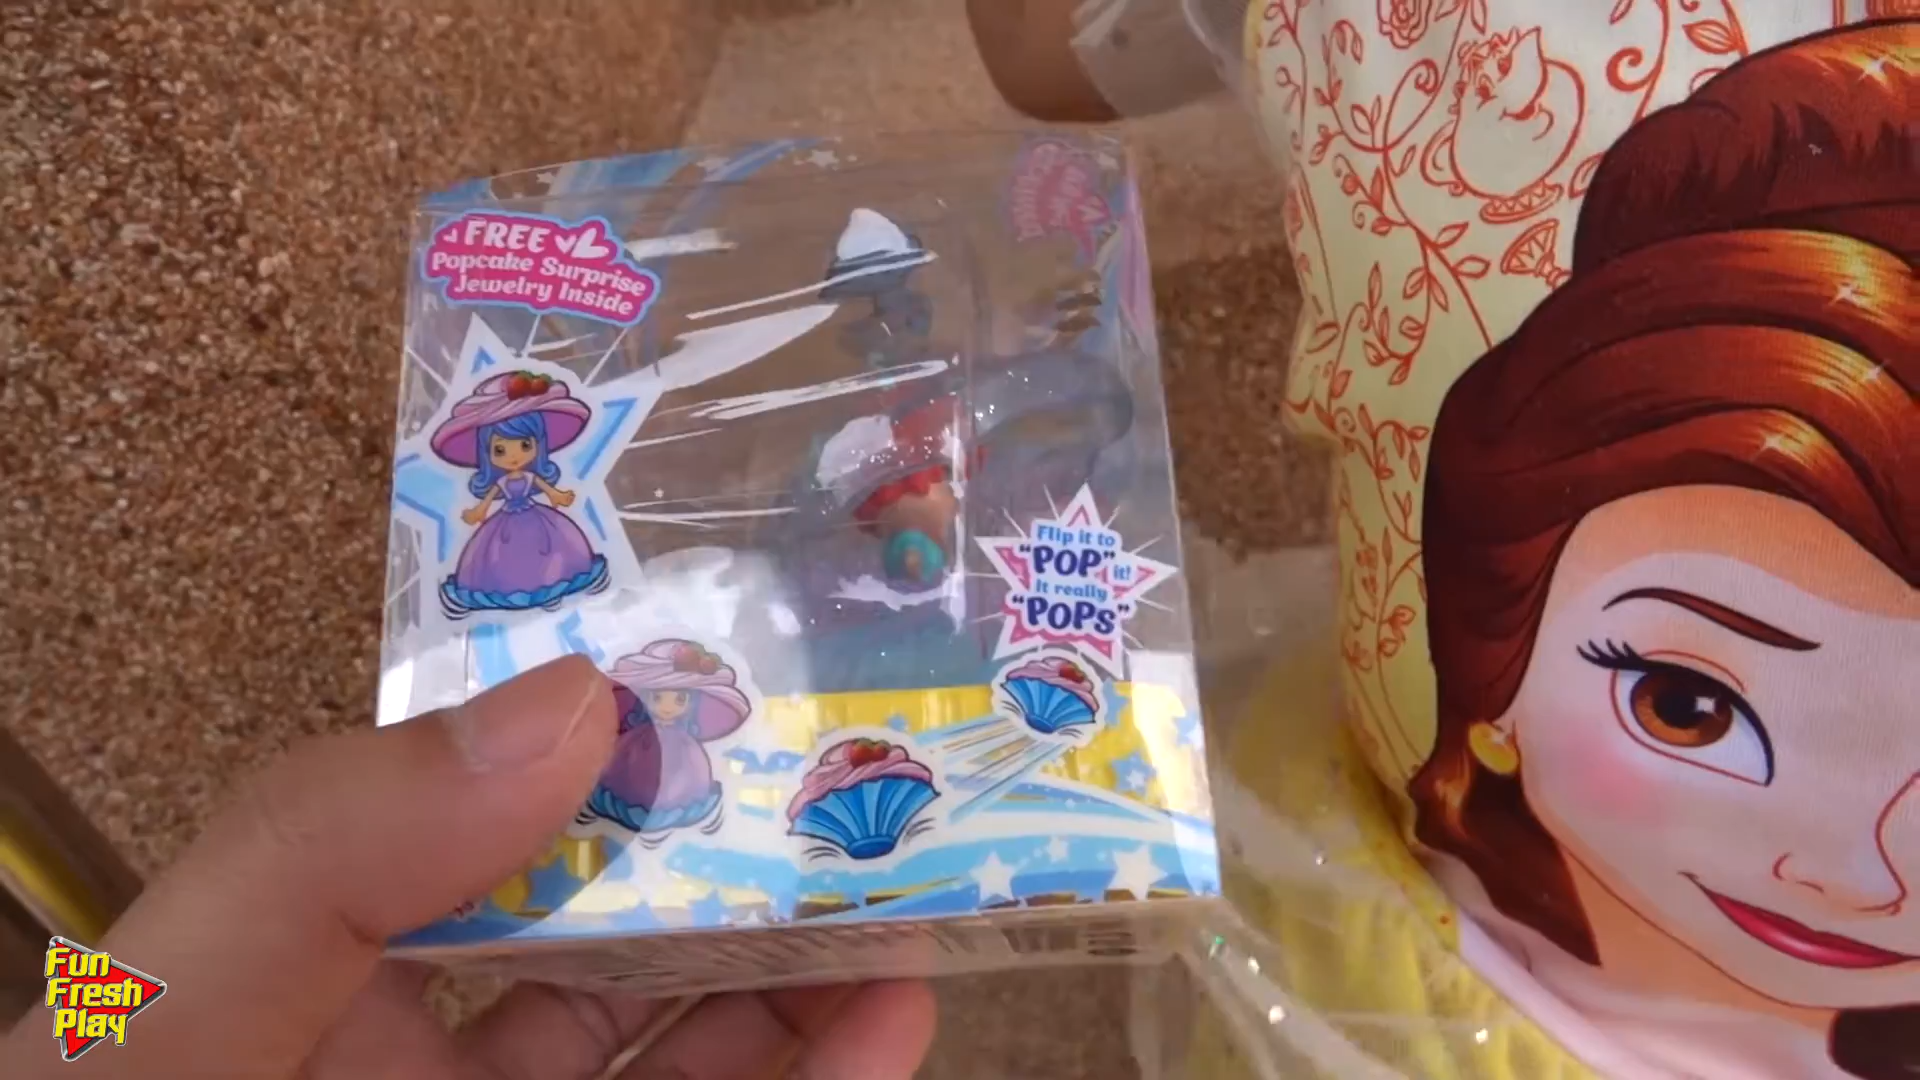 FREE
Popcake Surprise
Jewelry Inside
Flip it to
"POP" it!
It really
"POPs"
Fun
Fresh
Play